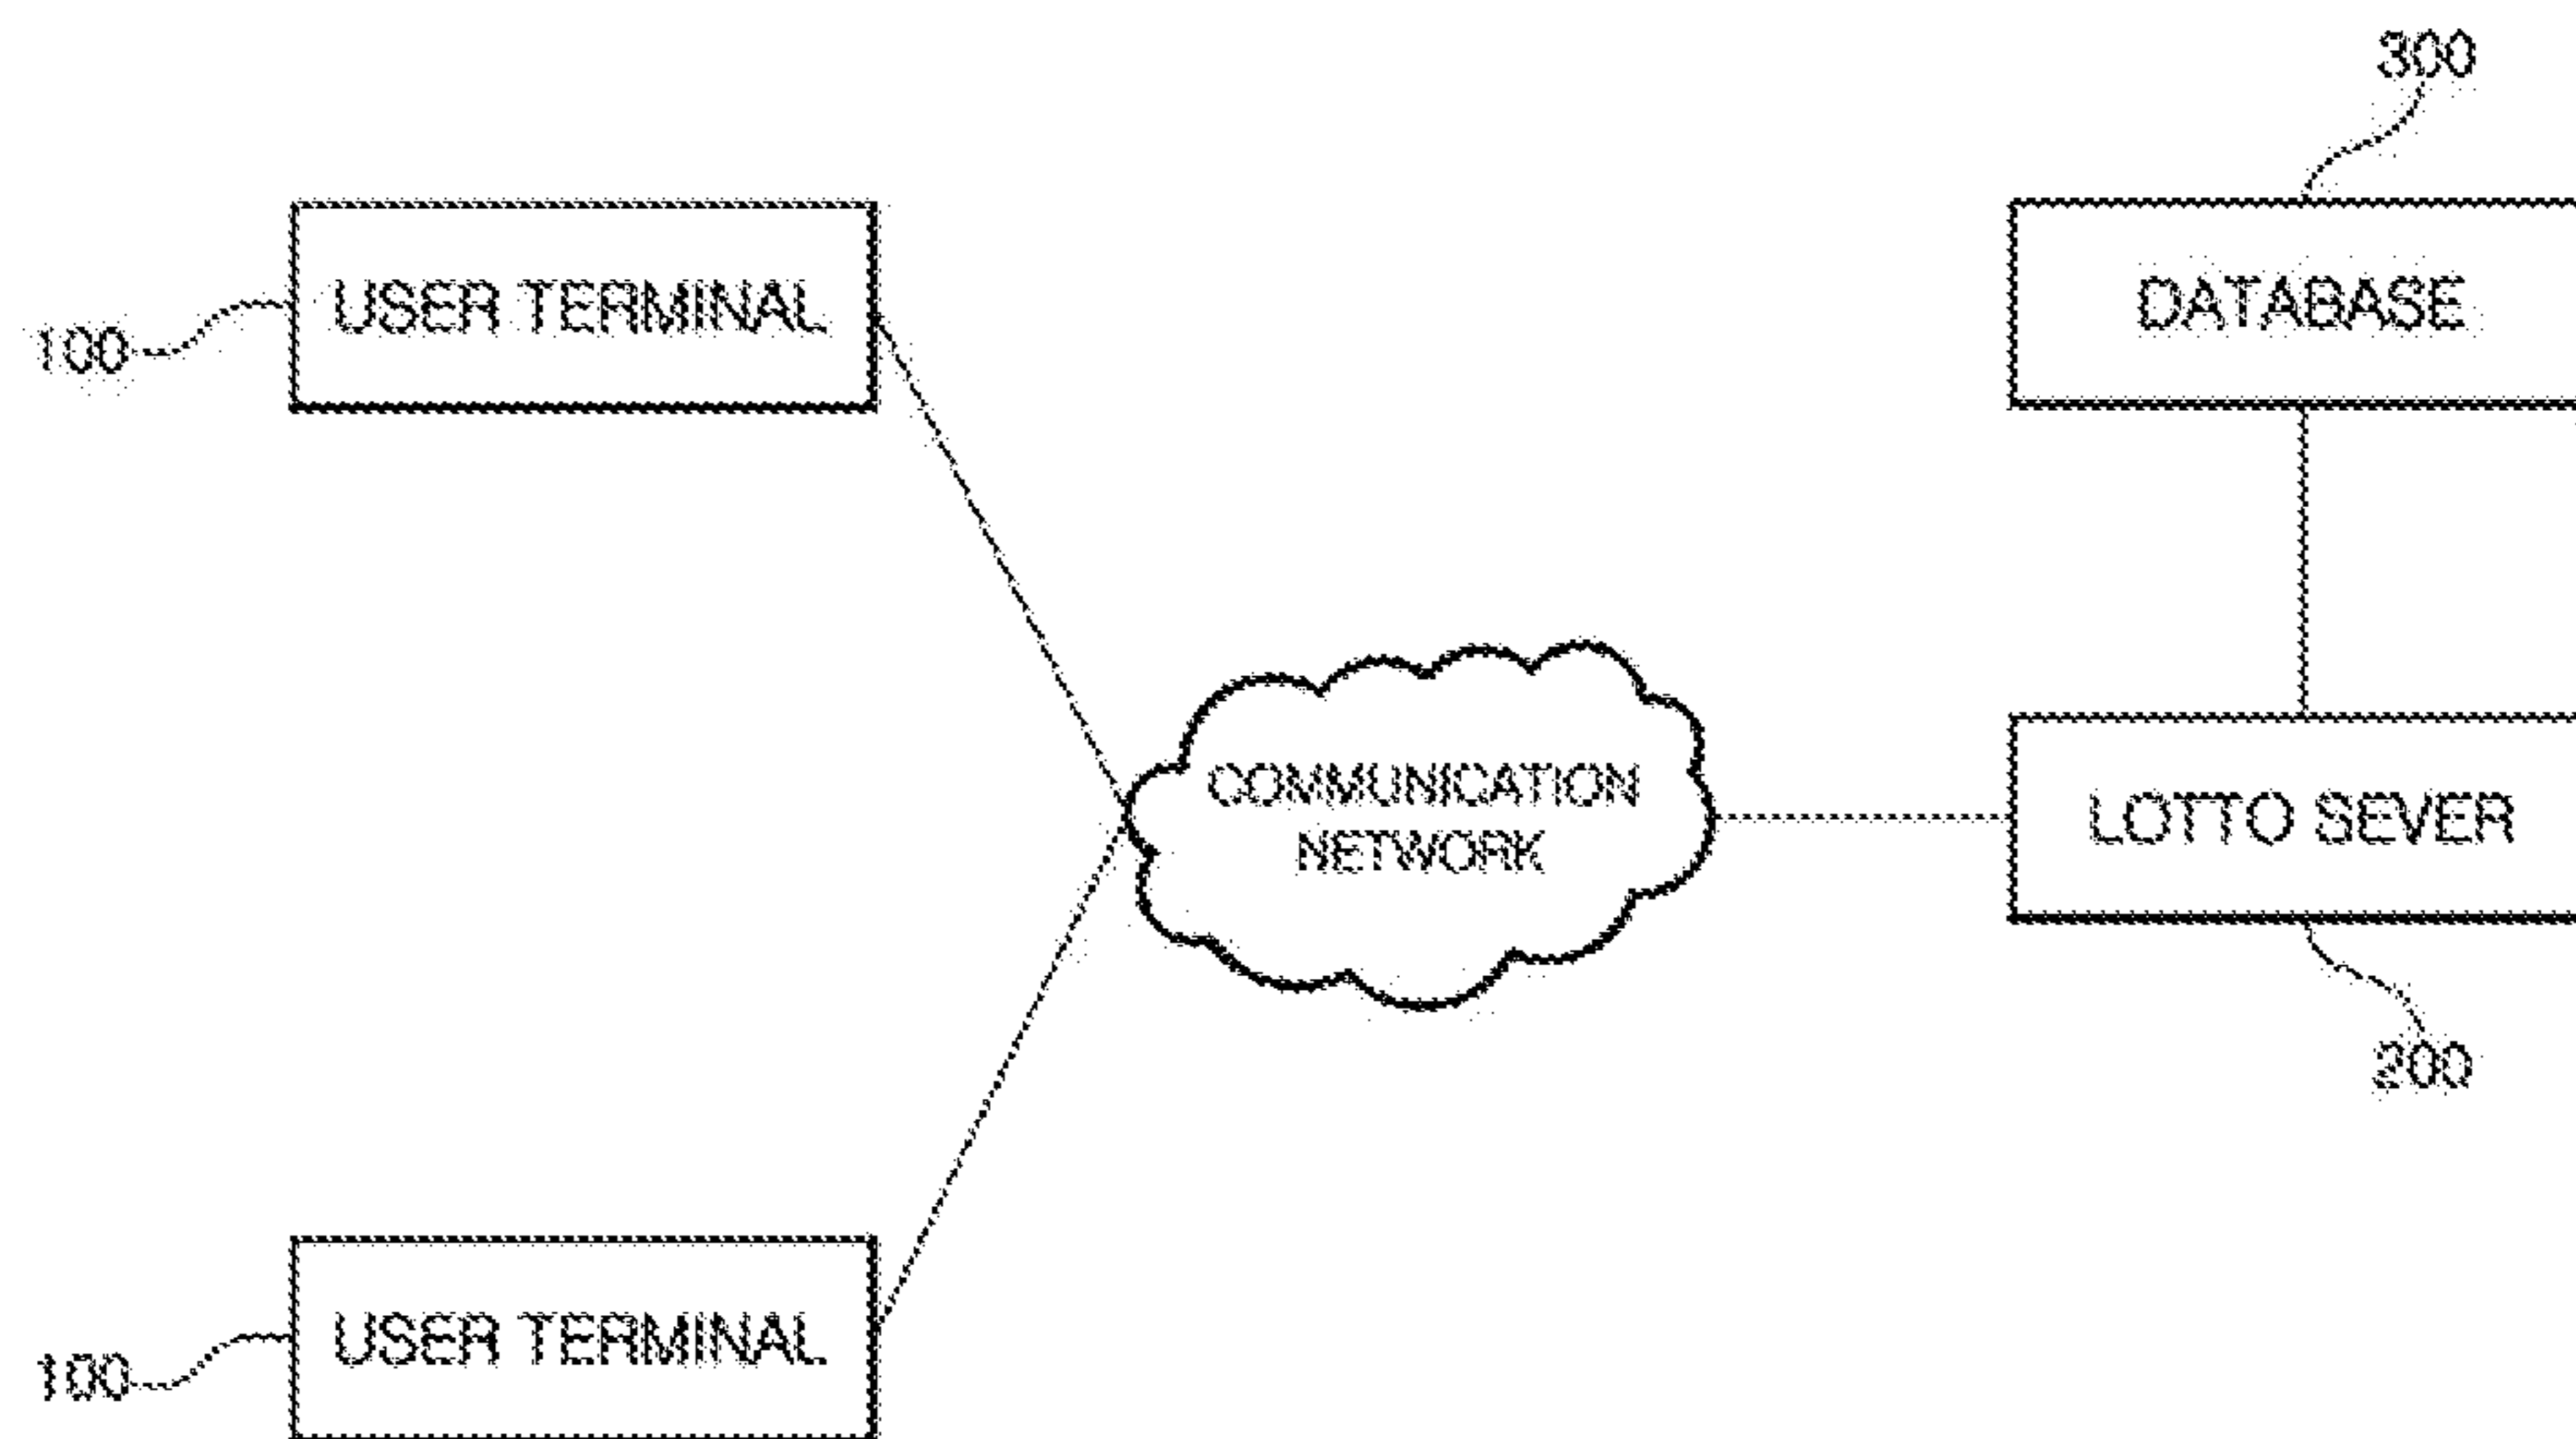 300
USER TERMINAL
DATABASE
100
COMMUNICATION
NETWORK
LOTTO SEVER
200
USER TERMINAL
100